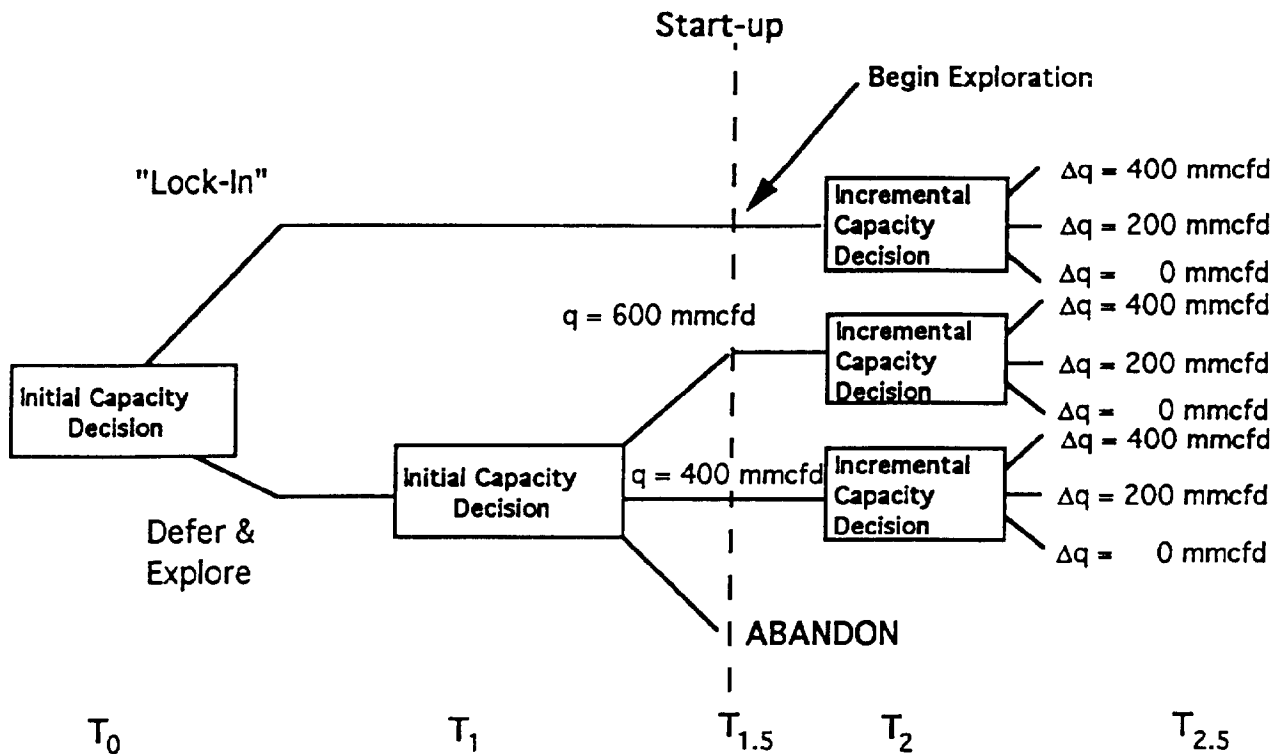 Start-up
Begin Exploration
"Lock-In"
Incremental
Capacity
Decision
Δq = 400 mmcfd
Δq = 200 mmcfd
Δq = 0 mmcfd
q = 600 mmcfd
Incremental
Capacity
Decision
Δq = 400 mmcfd
Δq = 200 mmcfd
Δq = 0 mmcfd
Initial Capacity
Decision
Initial Capacity
Decision
q = 400 mmcfd
Incremental
Capacity
Decision
Δq = 400 mmcfd
Δq = 200 mmcfd
Δq = 0 mmcfd
Defer &
Explore
ABANDON
T0 T1 T1.5 T2 T2.5